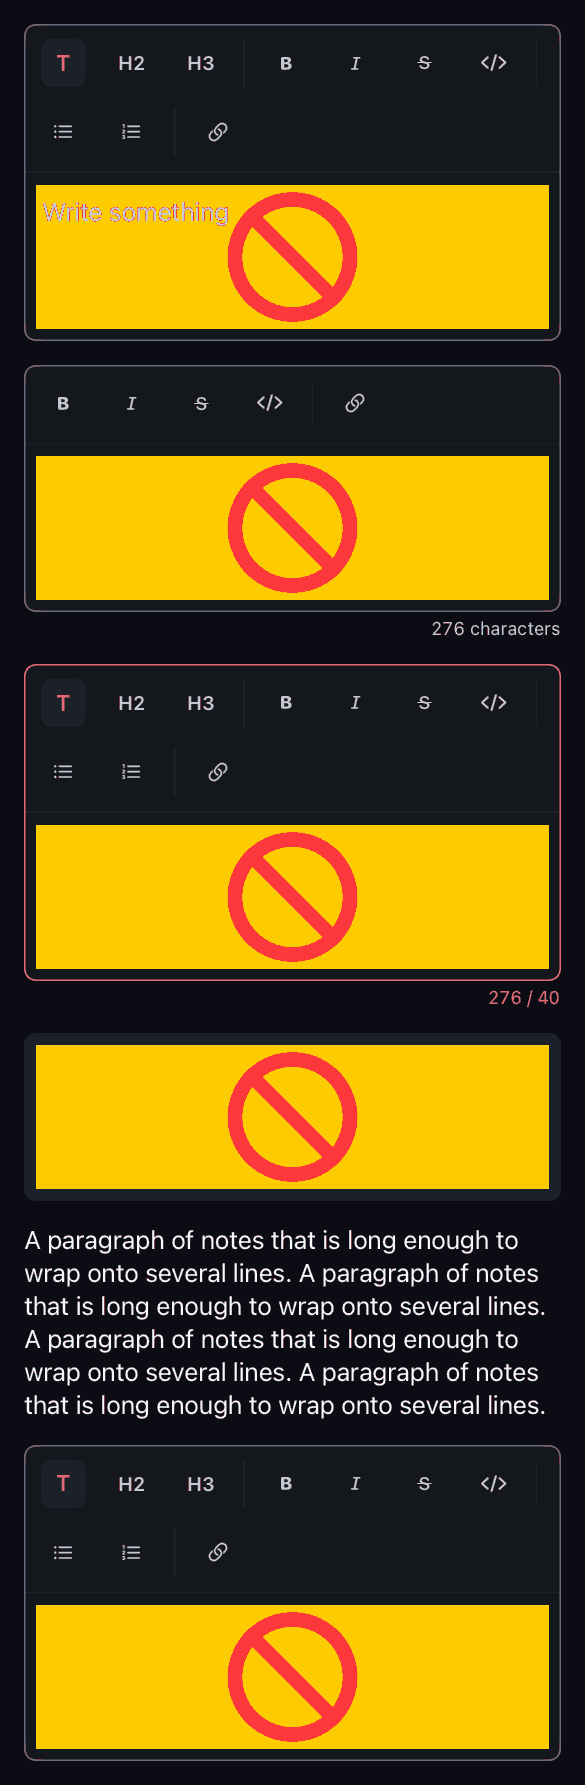 T H2 H3 B I S </>
Write something
B I S </>
276 characters
T H2 H3 B I S </>
276 / 40
A paragraph of notes that is long enough to
wrap onto several lines. A paragraph of notes
that is long enough to wrap onto several lines.
A paragraph of notes that is long enough to
wrap onto several lines. A paragraph of notes
that is long enough to wrap onto several lines.
T H2 H3 B I S </>